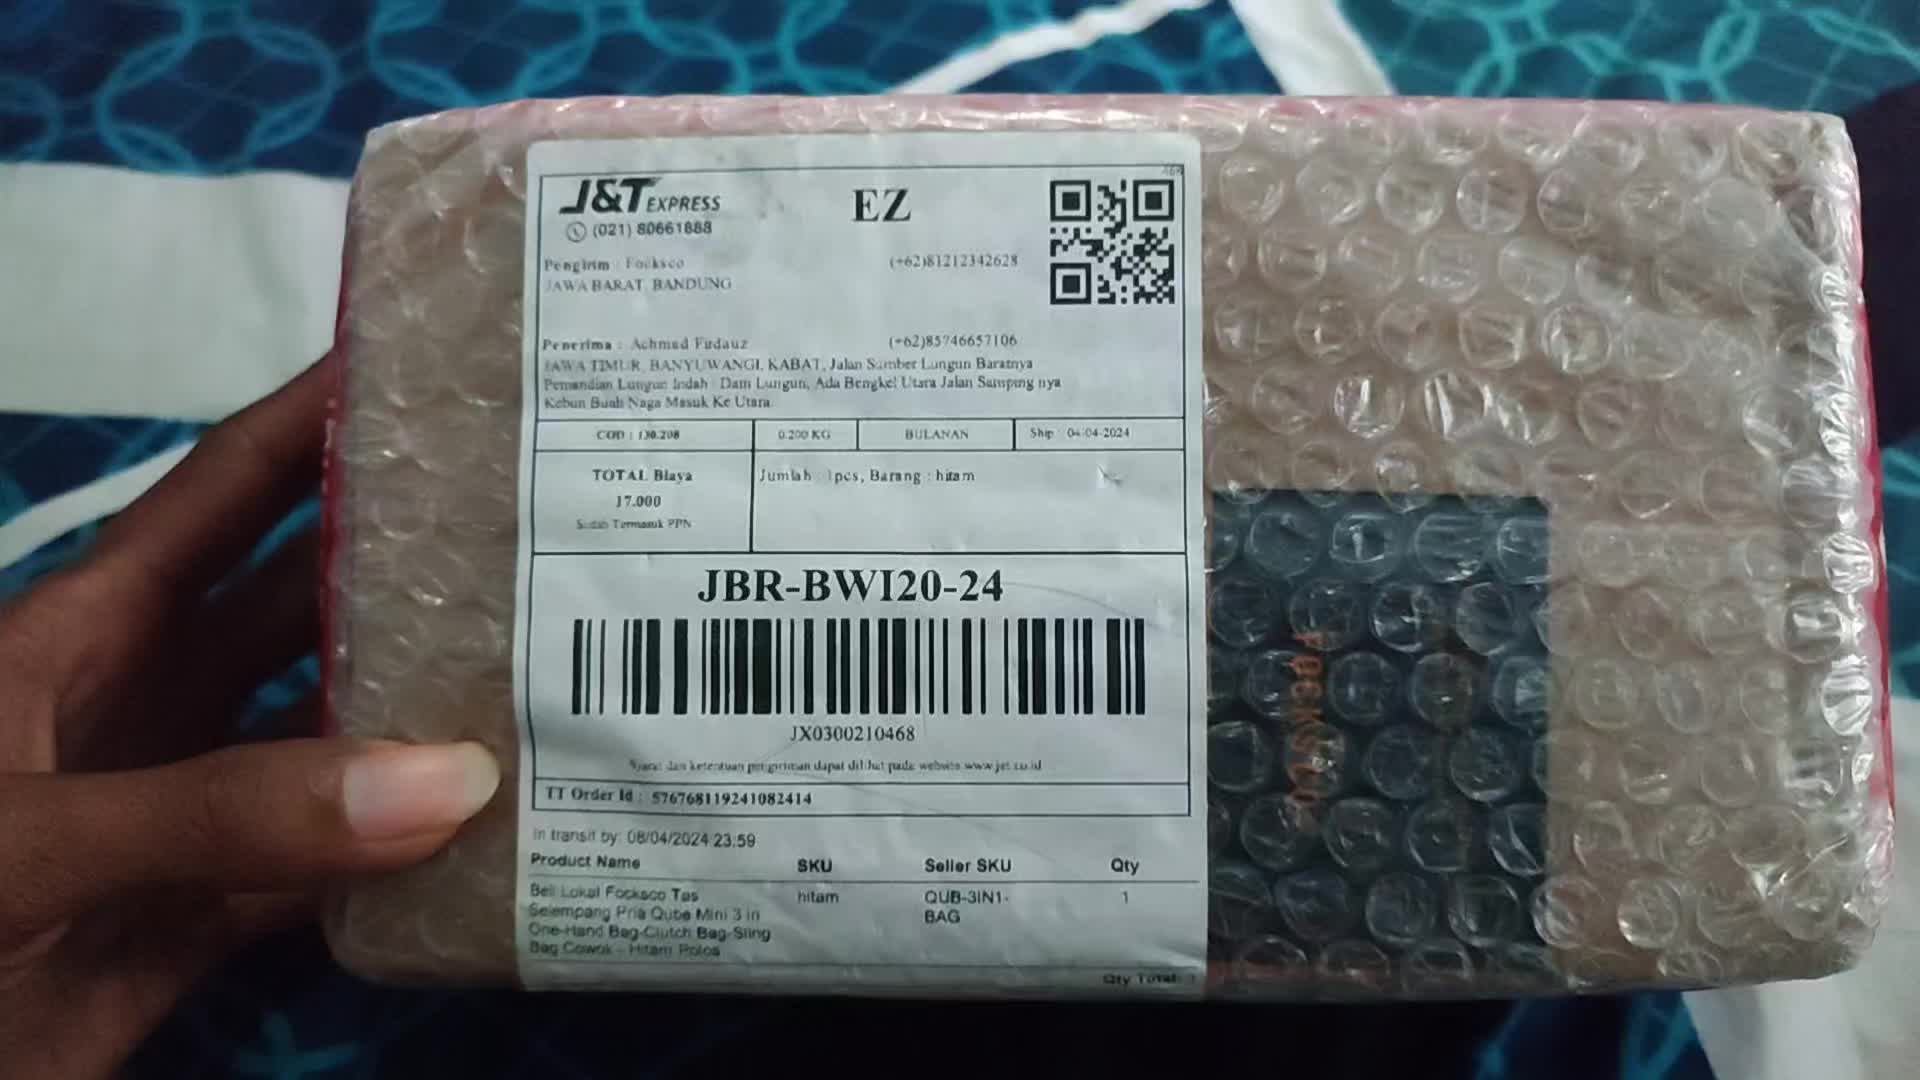 J&T EXPRESS
EZ
(021) 80661888
Pengirim : Focksco (+62)81212342628
JAWA BARAT, BANDUNG
Penerima : Achmad Firdauz (+62)85746657106
JAWA TIMUR, BANYUWANGI, KABAT, Jalan Sumber Lungun Baratnya
Pemandian Lungun Indah / Dam Lungun, Ada Bengkel Utara Jalan Samping nya
Kebun Buah Naga Masuk Ke Utara
COD : 130.208 0.200 KG BULANAN Ship : 04-04-2024
TOTAL Biaya
17.000
Sudah Termasuk PPN
Jumlah : 1pcs, Barang : hitam
JBR-BWI20-24
JX0300210468
Syarat dan ketentuan pengiriman dapat dilihat pada website www.jet.co.id
TT Order Id : 576768119241082414
In transit by: 08/04/2024 23:59
Product Name SKU Seller SKU Qty
Beli Lokal Focksco Tas hitam QUB-3IN1- 1
Selempang Pria Qube Mini 3 in BAG
One-Hand Bag-Clutch Bag-Sling
Bag Cowok - Hitam Polos
Qty Total: